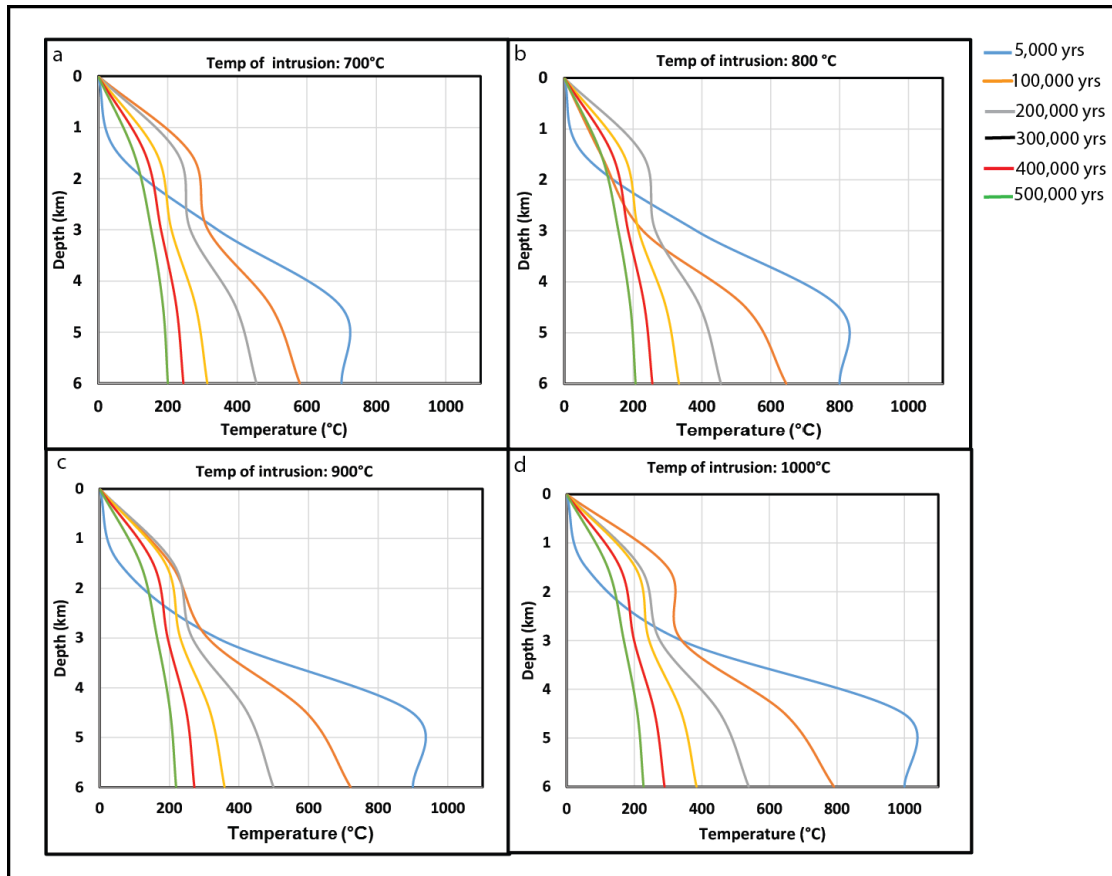 a
Temp of intrusion: 700°C
0
1
2
3
4
5
6
Depth (km)
0 200 400 600 800 1000
Temperature (°C)
b
Temp of intrusion: 800 °C
0
1
2
3
4
5
6
Depth (km)
0 200 400 600 800 1000
Temperature (°C)
5,000 yrs
100,000 yrs
200,000 yrs
300,000 yrs
400,000 yrs
500,000 yrs
c
Temp of intrusion: 900°C
0
1
2
3
4
5
6
Depth (km)
0 200 400 600 800 1000
Temperature (°C)
d
Temp of intrusion: 1000°C
0
1
2
3
4
5
6
Depth (km)
0 200 400 600 800 1000
Temperature (°C)